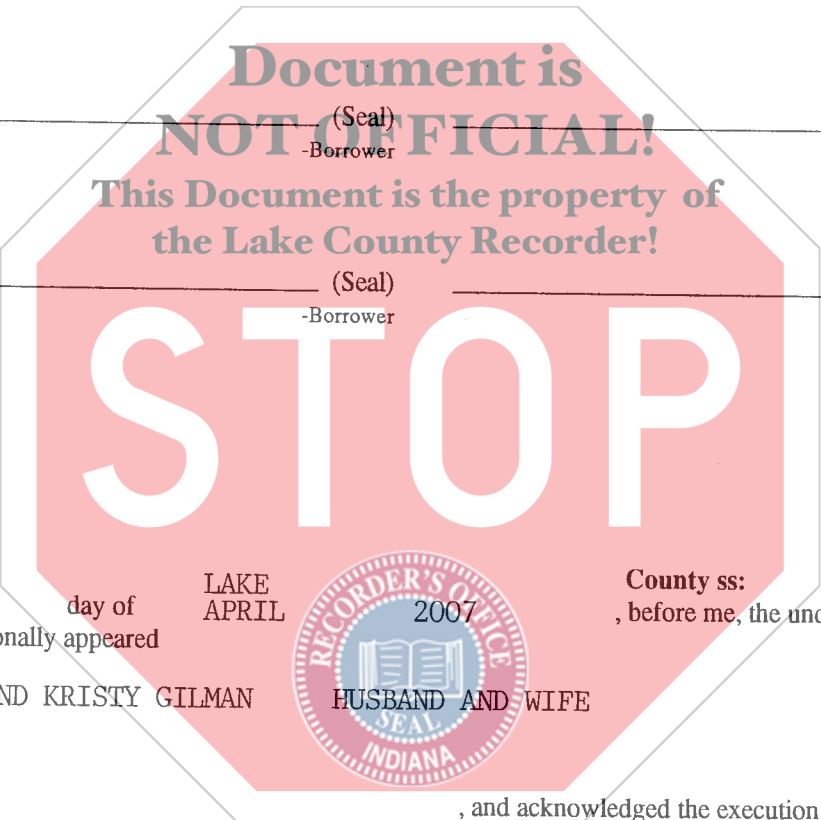 Document is
(Seal)
NOT OFFICIAL!
-Borrower
This Document is the property of
the Lake County Recorder!
(Seal)
-Borrower
STOP
LAKE County ss:
day of APRIL 2007 , before me, the und
onally appeared
ND KRISTY GILMAN HUSBAND AND WIFE
RECORDER'S OFFICE
SEAL
INDIANA
, and acknowledged the execution